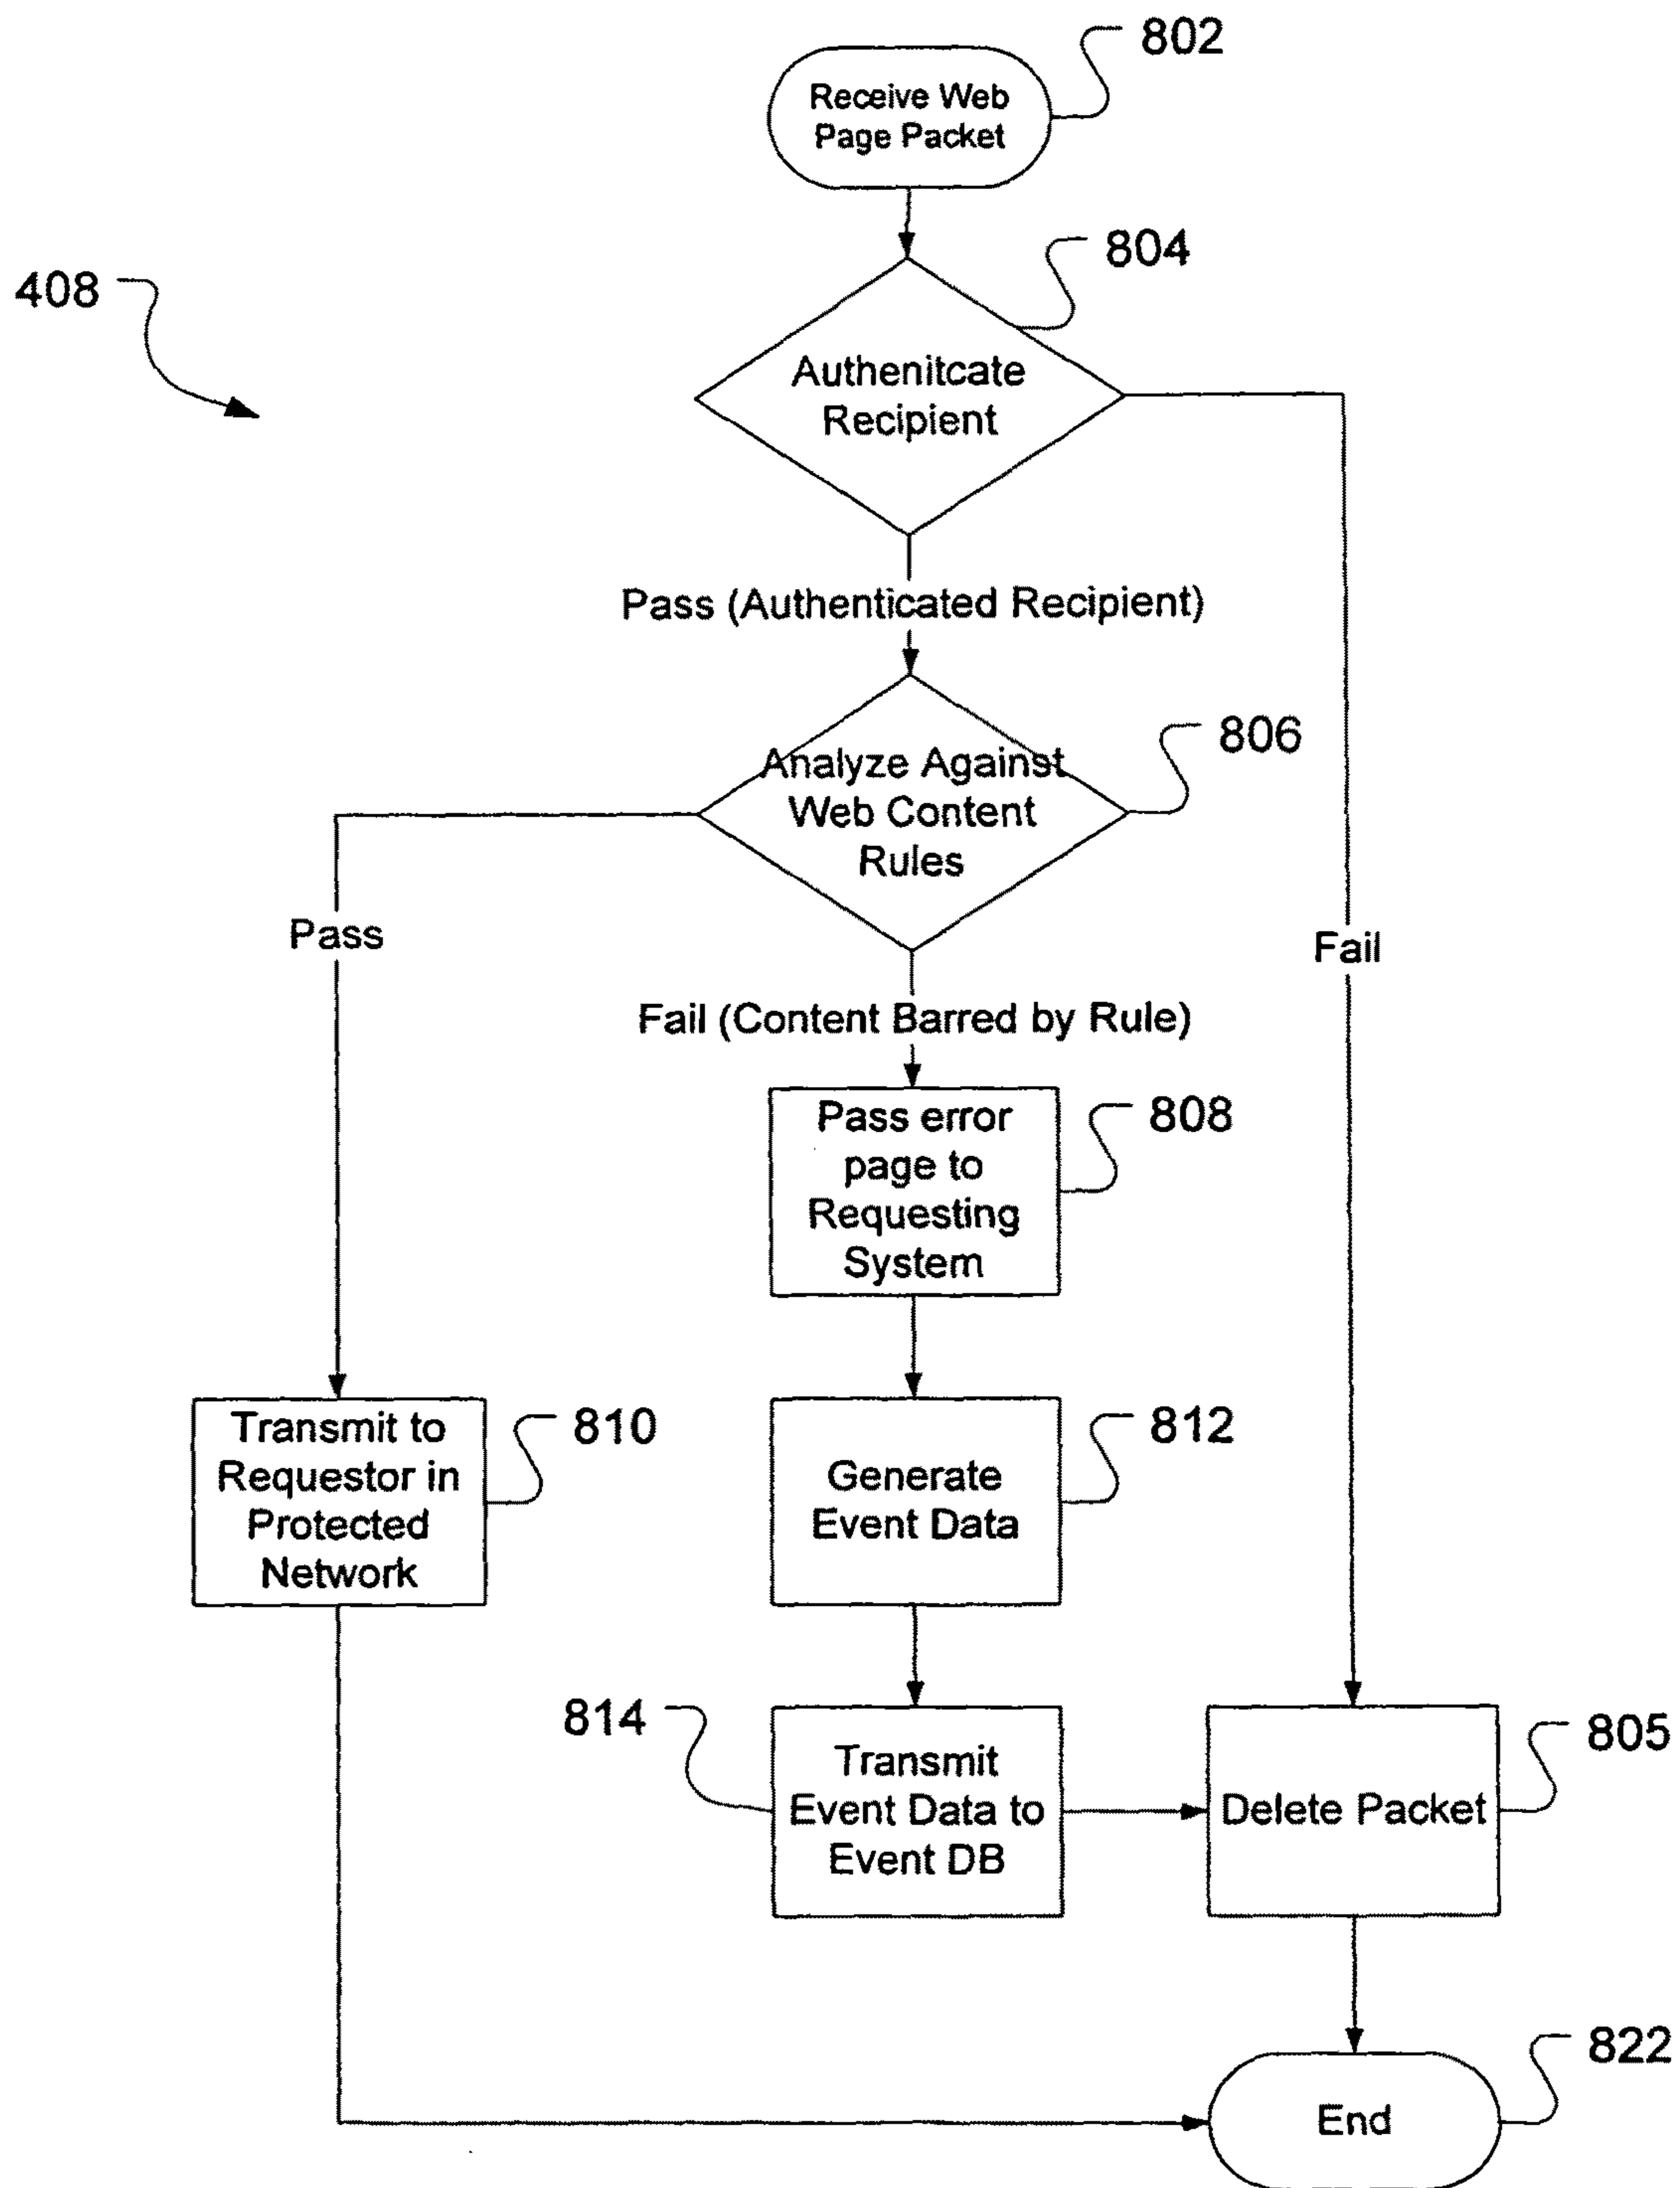 802
Receive Web
Page Packet
804
408
Authenitcate
Recipient
Pass (Authenticated Recipient)
806
Analyze Against
Web Content
Rules
Pass
Fail
Fail (Content Barred by Rule)
808
Pass error
page to
Requesting
System
810
Transmit to
Requestor in
Protected
Network
812
Generate
Event Data
814
Transmit
Event Data to
Event DB
805
Delete Packet
822
End